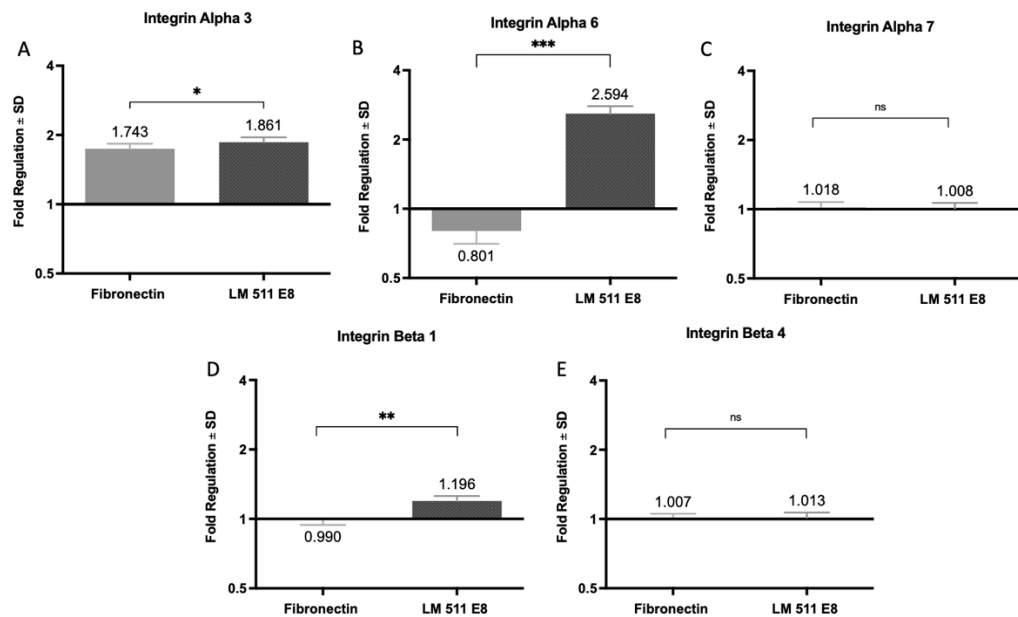 Integrin Alpha 3
A
Fold Regulation ± SD
4
2
1
0.5
*
1.743
1.861
Fibronectin
LM 511 E8
Integrin Alpha 6
B
Fold Regulation ± SD
4
2
1
0.5
***
2.594
0.801
Fibronectin
LM 511 E8
Integrin Alpha 7
C
Fold Regulation ± SD
4
2
1
0.5
ns
1.018
1.008
Fibronectin
LM 511 E8
Integrin Beta 1
D
Fold Regulation ± SD
4
2
1
0.5
**
1.196
0.990
Fibronectin
LM 511 E8
Integrin Beta 4
E
Fold Regulation ± SD
4
2
1
0.5
ns
1.007
1.013
Fibronectin
LM 511 E8